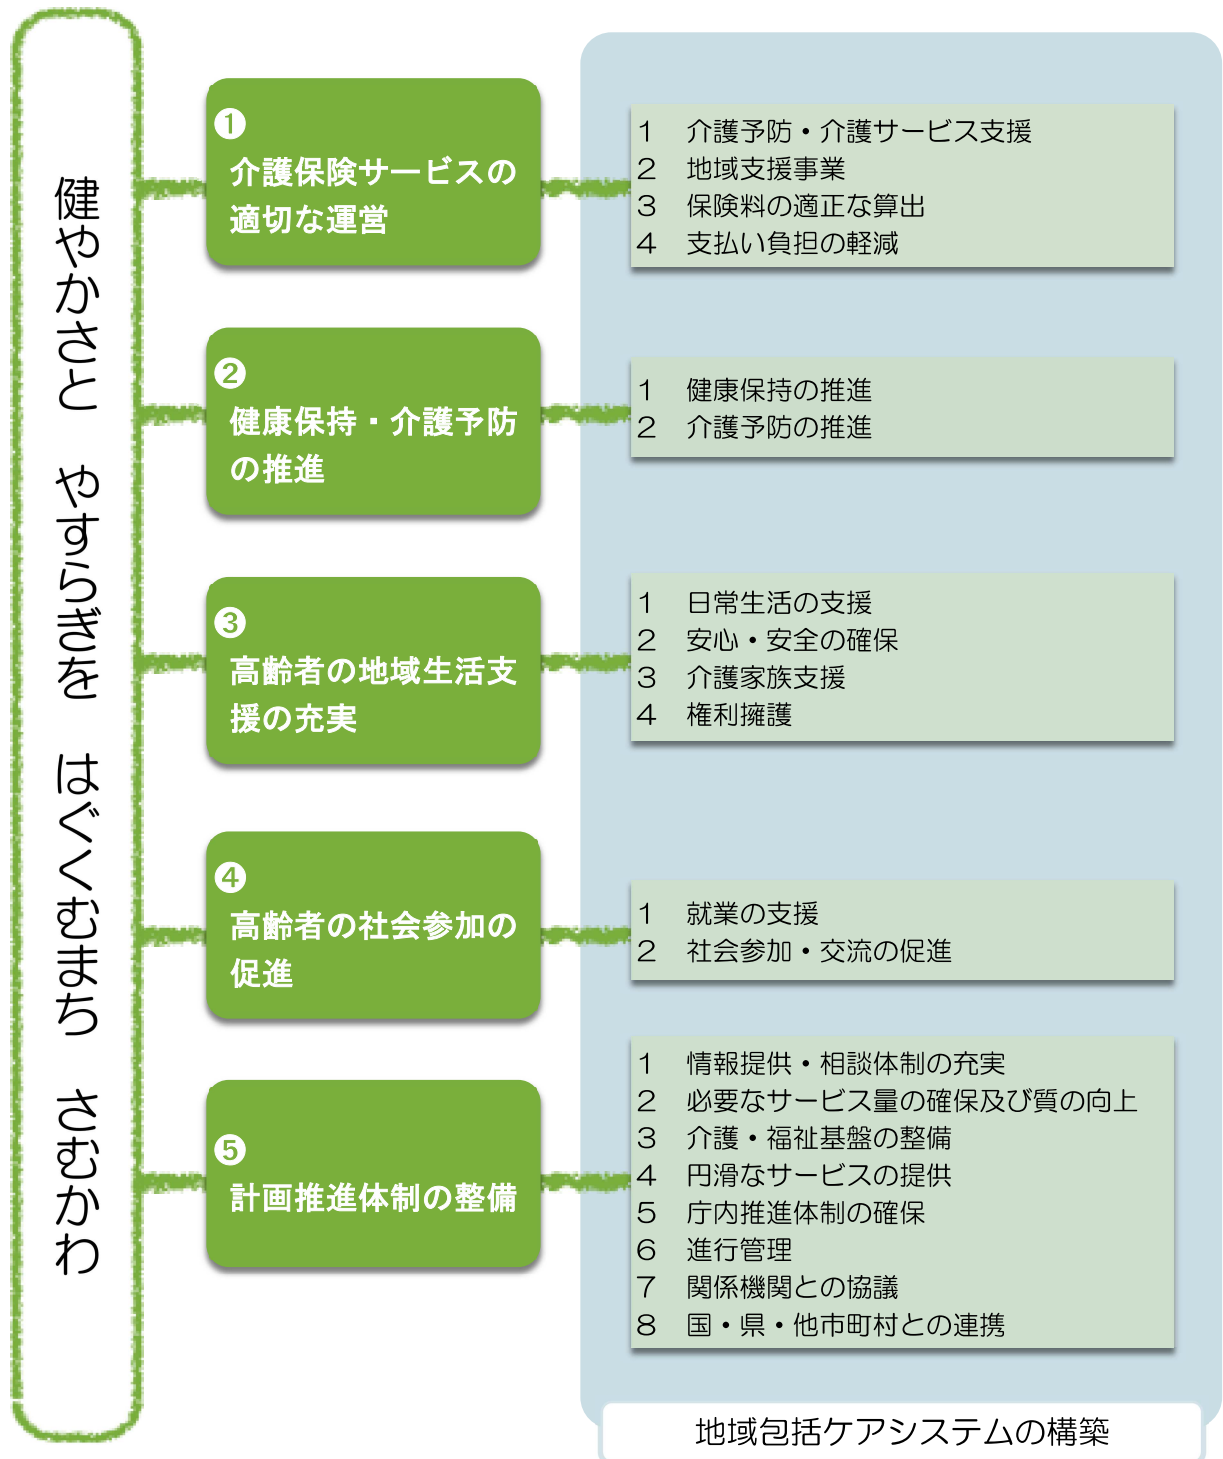 健やかさと　やすらぎを　はぐくむまち　さむかわ
❶
介護保険サービスの
適切な運営
1　介護予防・介護サービス支援
2　地域支援事業
3　保険料の適正な算出
4　支払い負担の軽減
❷
健康保持・介護予防
の推進
1　健康保持の推進
2　介護予防の推進
❸
高齢者の地域生活支
援の充実
1　日常生活の支援
2　安心・安全の確保
3　介護家族支援
4　権利擁護
❹
高齢者の社会参加の
促進
1　就業の支援
2　社会参加・交流の促進
❺
計画推進体制の整備
1　情報提供・相談体制の充実
2　必要なサービス量の確保及び質の向上
3　介護・福祉基盤の整備
4　円滑なサービスの提供
5　庁内推進体制の確保
6　進行管理
7　関係機関との協議
8　国・県・他市町村との連携
地域包括ケアシステムの構築